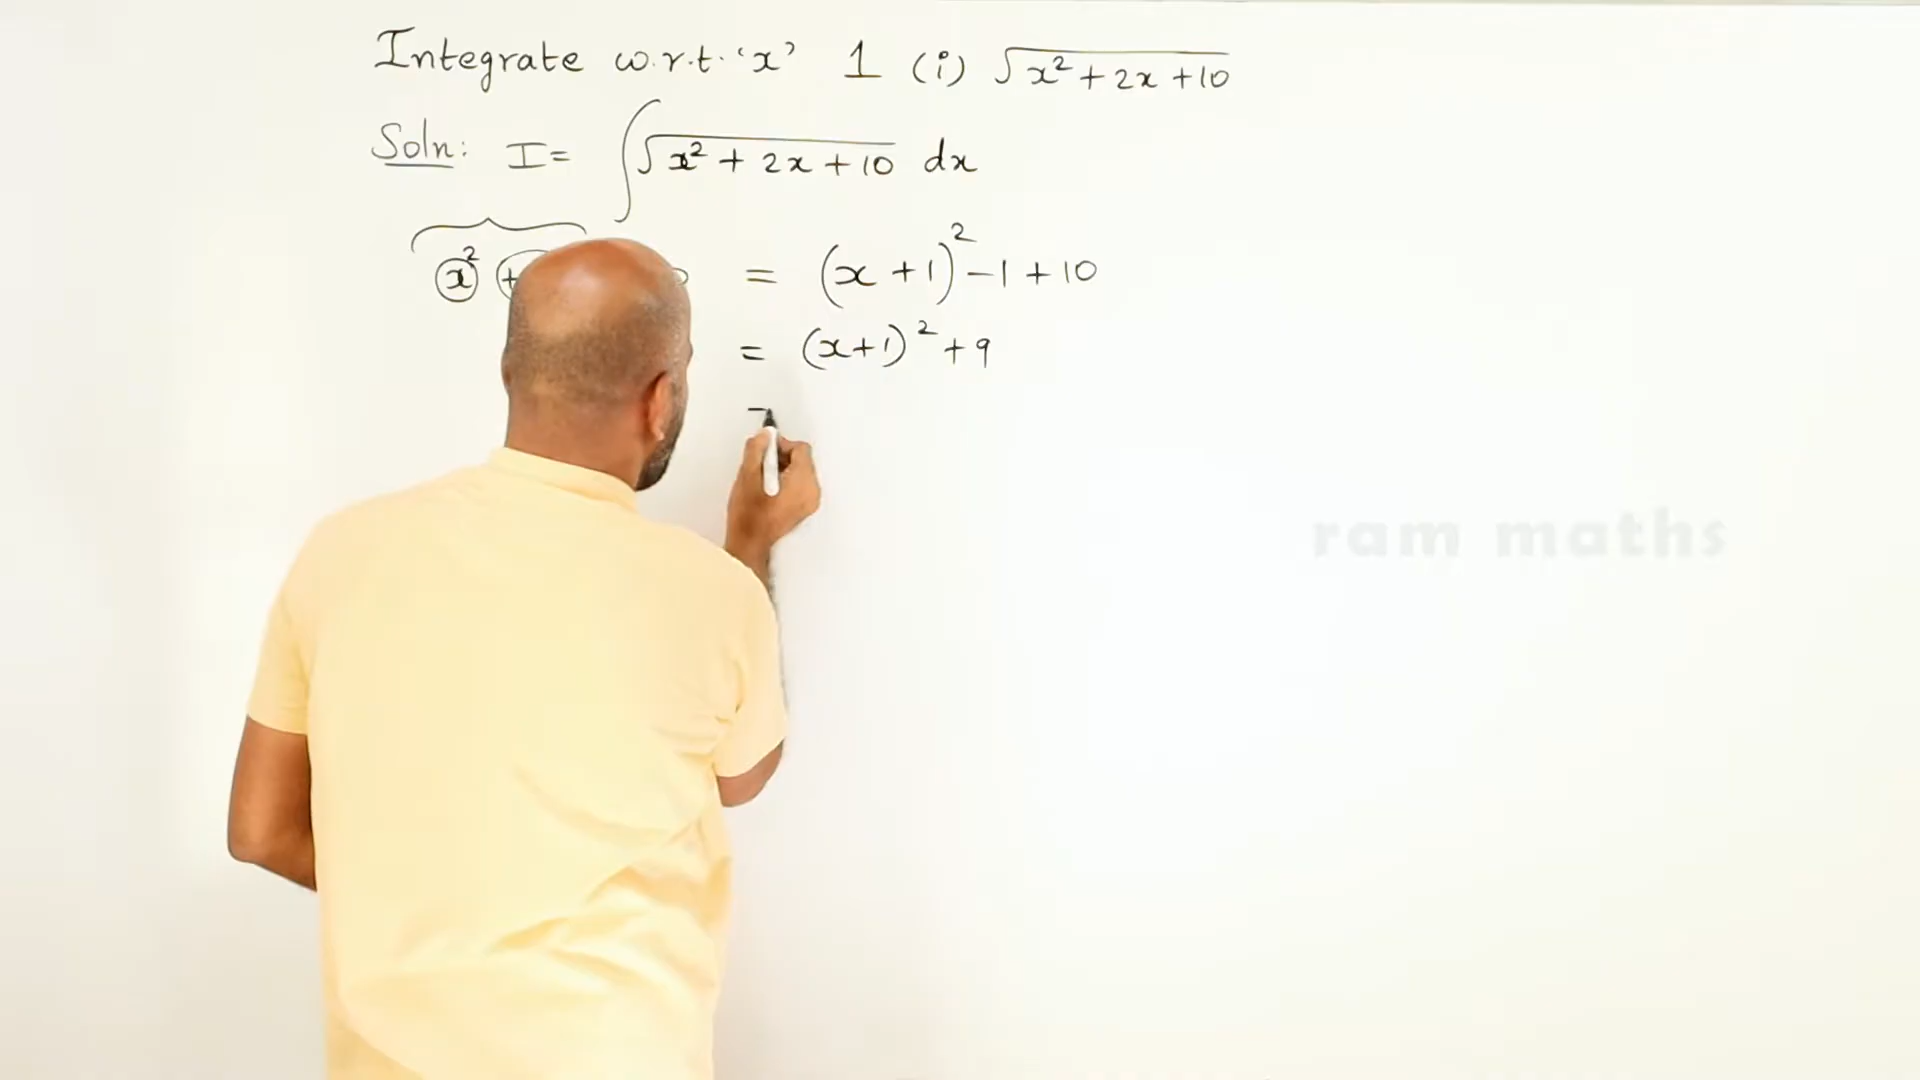 Integrate w.r.t. 'x' 1 (i) √x² + 2x + 10
Soln: I = ∫√x² + 2x + 10 dx
x² + = (x + 1)² - 1 + 10
= (x+1)² + 9
ram maths